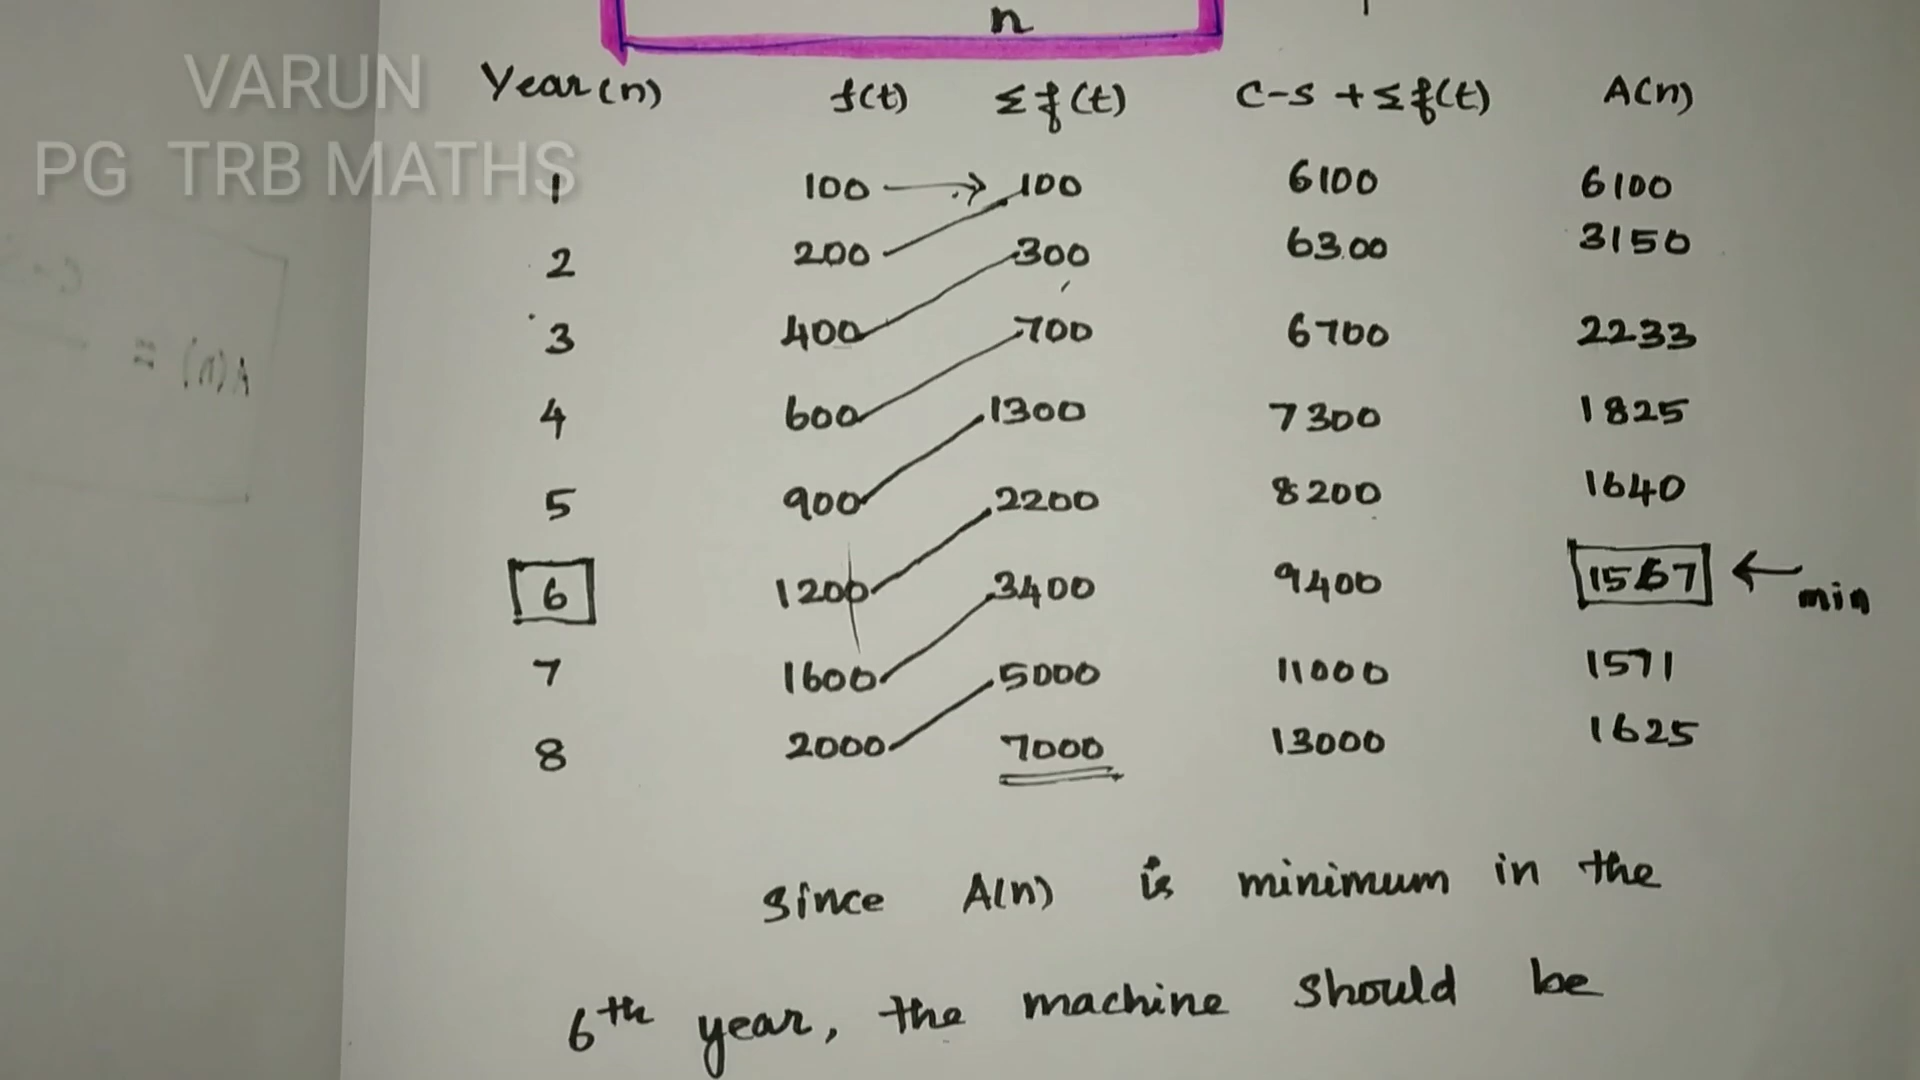 n
VARUN
PG TRB MATHS
Year (n) f(t) Σf(t) C-S + Σf(t) A(n)
1 100 100 6100 6100
2 200 300 6300 3150
3 400 700 6700 2233
4 600 1300 7300 1825
5 900 2200 8200 1640
6 1200 3400 9400 1567 ← min
7 1600 5000 11000 1571
8 2000 7000 13000 1625
A(n) =
Since A(n) is minimum in the
6th year, the machine should be